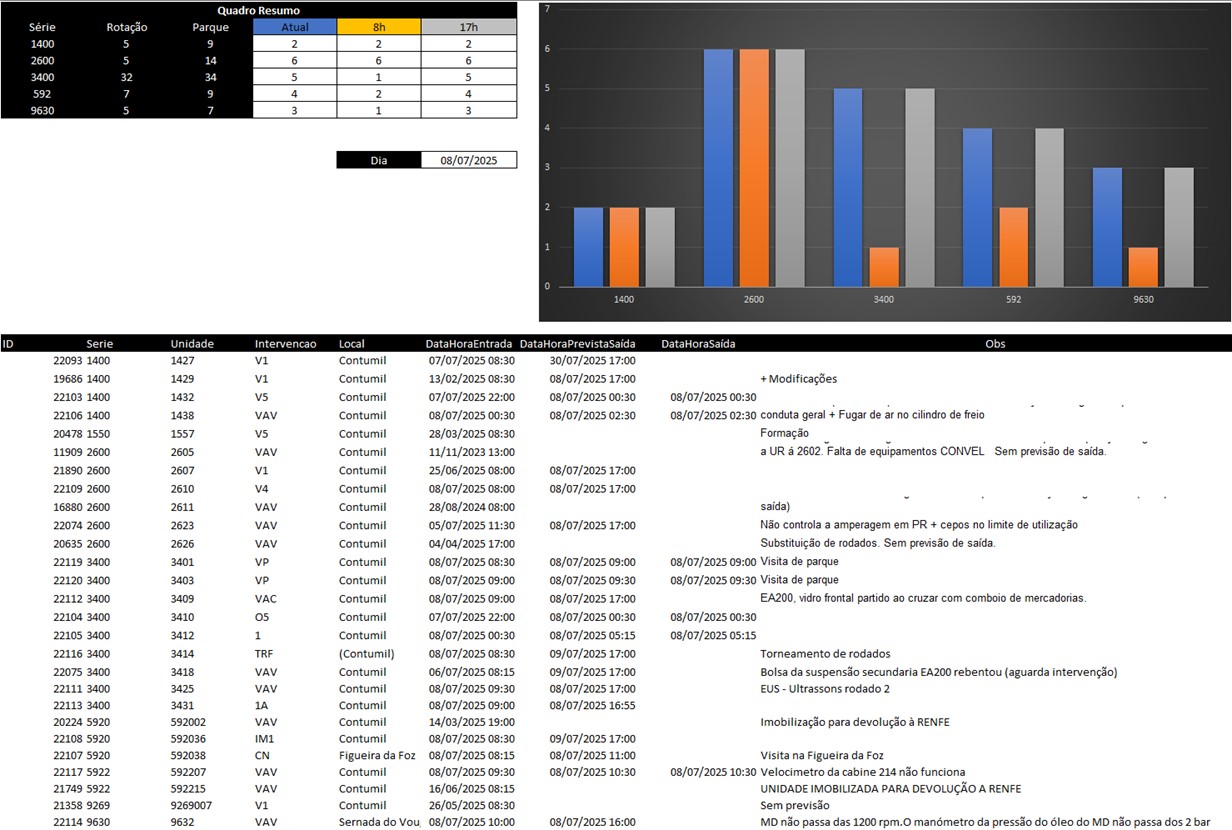 Quadro Resumo
Série Rotação Parque Atual 8h 17h
1400 5 9 2 2 2
2600 5 14 6 6 6
3400 32 34 5 1 5
592 7 9 4 2 4
9630 5 7 3 1 3
Dia 08/07/2025
7
6
5
4
3
2
1
0
1400 2600 3400 592 9630
ID Serie Unidade Intervencao Local DataHoraEntrada DataHoraPrevistaSaída DataHoraSaída Obs
22093 1400 1427 V1 Contumil 07/07/2025 08:30 30/07/2025 17:00
19686 1400 1429 V1 Contumil 13/02/2025 08:30 08/07/2025 17:00 + Modificações
22103 1400 1432 V5 Contumil 07/07/2025 22:00 08/07/2025 00:30 08/07/2025 00:30
22106 1400 1438 VAV Contumil 08/07/2025 00:30 08/07/2025 02:30 08/07/2025 02:30 conduta geral + Fugar de ar no cilindro de freio
20478 1550 1557 V5 Contumil 28/03/2025 08:30 Formação
11909 2600 2605 VAV Contumil 11/11/2023 13:00 a UR á 2602. Falta de equipamentos CONVEL Sem previsão de saída.
21890 2600 2607 V1 Contumil 25/06/2025 08:00 08/07/2025 17:00
22109 2600 2610 V4 Contumil 08/07/2025 08:00 08/07/2025 17:00
16880 2600 2611 VAV Contumil 28/08/2024 08:00 saída)
22074 2600 2623 VAV Contumil 05/07/2025 11:30 08/07/2025 17:00 Não controla a amperagem em PR + cepos no limite de utilização
20635 2600 2626 VAV Contumil 04/04/2025 17:00 Substituição de rodados. Sem previsão de saída.
22119 3400 3401 VP Contumil 08/07/2025 08:30 08/07/2025 09:00 08/07/2025 09:00 Visita de parque
22120 3400 3403 VP Contumil 08/07/2025 09:00 08/07/2025 09:30 08/07/2025 09:30 Visita de parque
22112 3400 3409 VAC Contumil 08/07/2025 09:00 08/07/2025 17:00 EA200, vidro frontal partido ao cruzar com comboio de mercadorias.
22104 3400 3410 O5 Contumil 07/07/2025 22:00 08/07/2025 00:30 08/07/2025 00:30
22105 3400 3412 1 Contumil 08/07/2025 00:30 08/07/2025 05:15 08/07/2025 05:15
22116 3400 3414 TRF (Contumil) 08/07/2025 08:30 09/07/2025 17:00 Torneamento de rodados
22075 3400 3418 VAV Contumil 06/07/2025 08:15 09/07/2025 17:00 Bolsa da suspensão secundaria EA200 rebentou (aguarda intervenção)
22111 3400 3425 VAV Contumil 08/07/2025 09:30 08/07/2025 17:00 EUS - Ultrassons rodado 2
22113 3400 3431 1A Contumil 08/07/2025 09:00 08/07/2025 16:55
20224 5920 592002 VAV Contumil 14/03/2025 19:00 Imobilização para devolução à RENFE
22108 5920 592036 IM1 Contumil 08/07/2025 08:30 09/07/2025 17:00
22107 5920 592038 CN Figueira da Foz 08/07/2025 08:15 08/07/2025 11:00 Visita na Figueira da Foz
22117 5922 592207 VAV Contumil 08/07/2025 09:30 08/07/2025 10:30 08/07/2025 10:30 Velocimetro da cabine 214 não funciona
21749 5922 592215 VAV Contumil 16/06/2025 08:15 UNIDADE IMOBILIZADA PARA DEVOLUÇÃO A RENFE
21358 9269 9269007 V1 Contumil 26/05/2025 08:30 Sem previsão
22114 9630 9632 VAV Sernada do Vou 08/07/2025 10:00 08/07/2025 16:00 MD não passa das 1200 rpm.O manómetro da pressão do óleo do MD não passa dos 2 bar